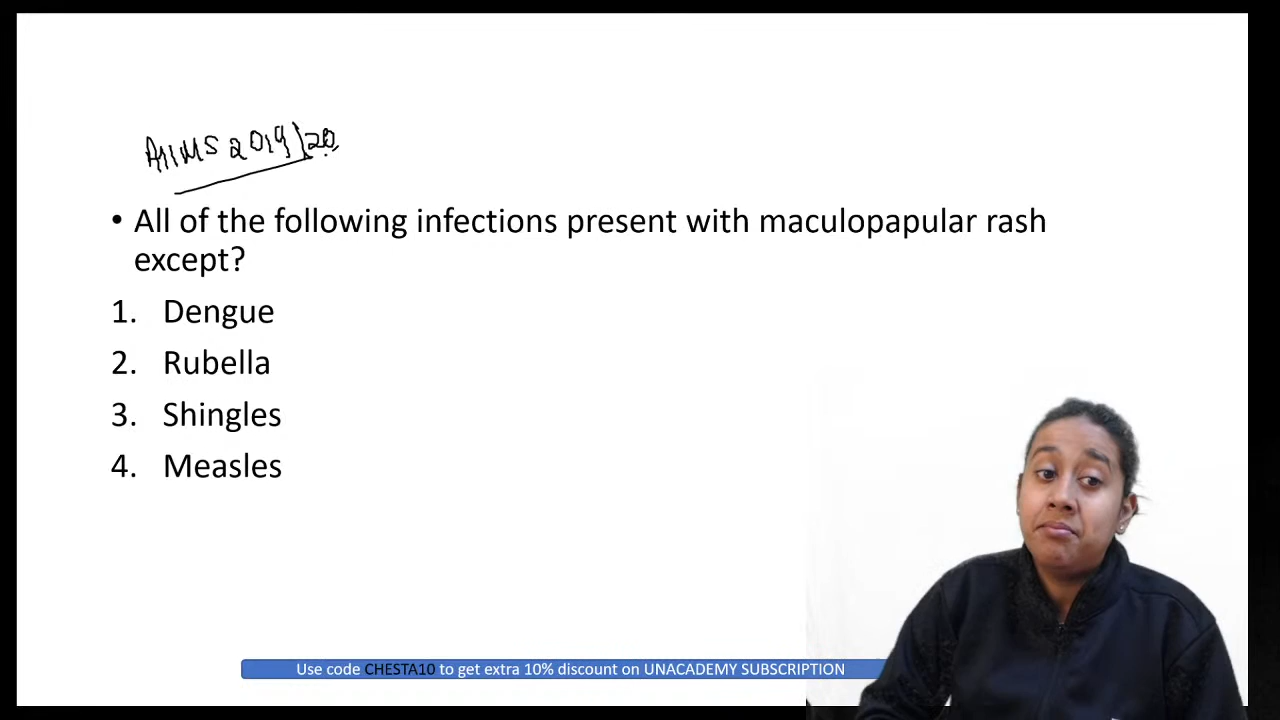 AIIMS 2019/20,
• All of the following infections present with maculopapular rash
except?
1. Dengue
2. Rubella
3. Shingles
4. Measles
Use code CHESTA10 to get extra 10% discount on UNACADEMY SUBSCRIPTION